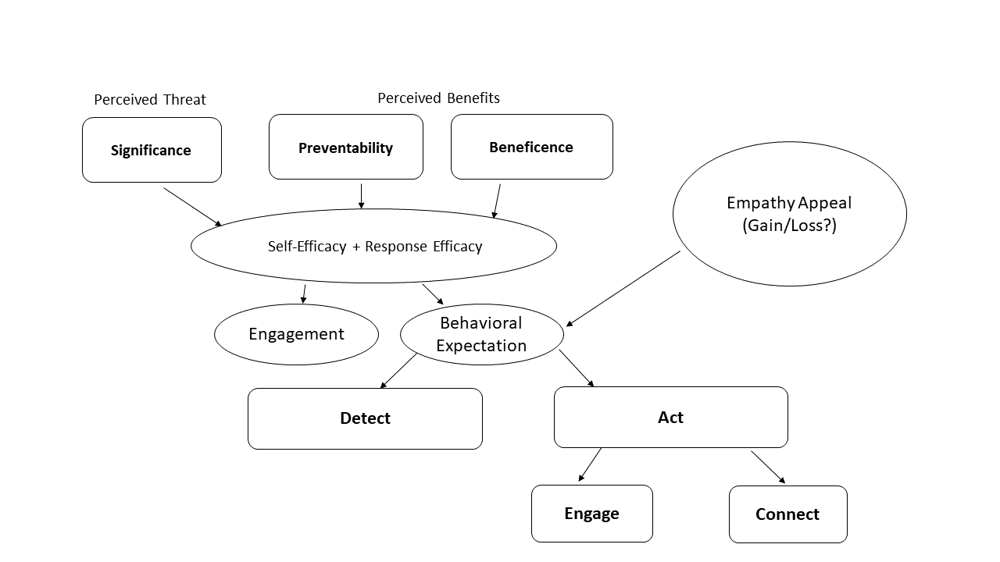 Perceived Threat
Perceived Benefits
Significance
Preventability
Beneficence
Empathy Appeal
(Gain/Loss?)
Self-Efficacy + Response Efficacy
Engagement
Behavioral
Expectation
Detect
Act
Engage
Connect